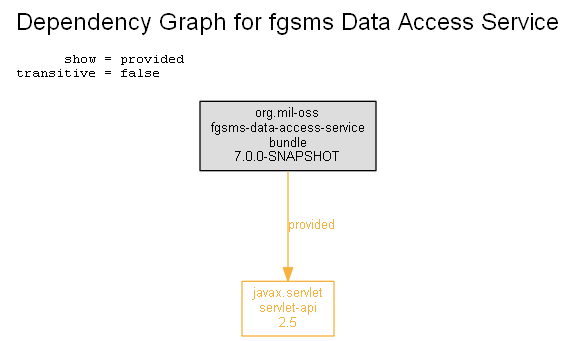 Dependency Graph for fgsms Data Access Service
show = provided
transitive = false
org.mil-oss
fgsms-data-access-service
bundle
7.0.0-SNAPSHOT
provided
javax.servlet
servlet-api
2.5